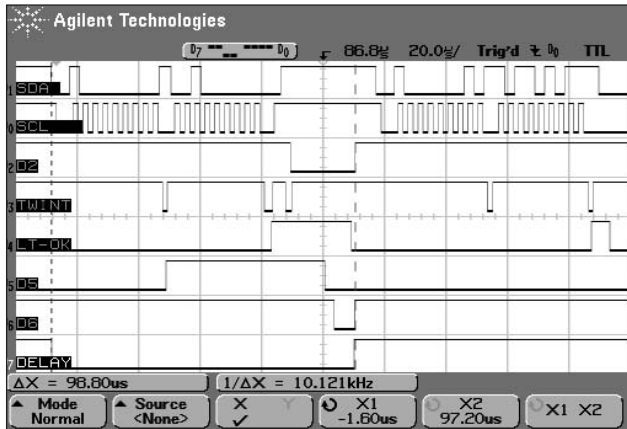 Agilent Technologies
D7 D0 86.8us 20.0us/ Trig'd D0 TTL
1 SDA
0 SCL
2 D2
3 TWINT
4 LT-OK
5 D5
6 D6
7 DELAY
ΔX = 98.80us 1/ΔX = 10.121kHz
Mode Source X Y X1 X2 X1 X2
Normal <None> -1.60us 97.20us